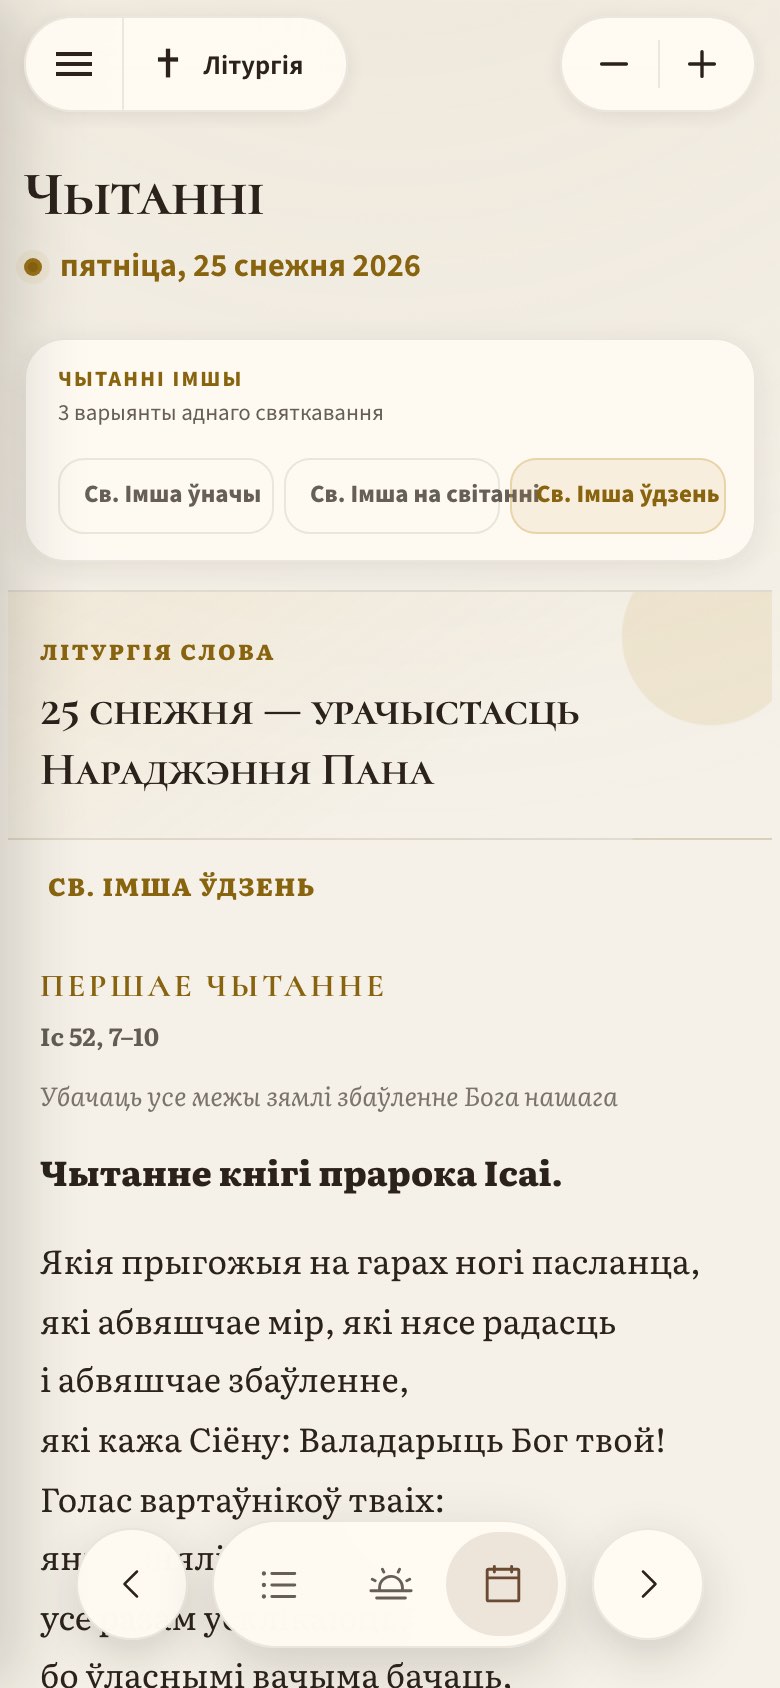 Літургія
Чытанні
пятніца, 25 снежня 2026
ЧЫТАННІ ІМШЫ
3 варыянты аднаго святкавання
Св. Імша ўначы
Св. Імша на світанні
Св. Імша ўдзень
ЛІТУРГІЯ СЛОВА
25 снежня — урачыстасць
Нараджэння Пана
СВ. ІМША ЎДЗЕНЬ
ПЕРШАЕ ЧЫТАННЕ
Іс 52, 7–10
Убачаць усе межы зямлі збаўленне Бога нашага
Чытанне кнігі прарока Ісаі.
Якія прыгожыя на гарах ногі пасланца,
які абвяшчае мір, які нясе радасць
і абвяшчае збаўленне,
які кажа Сіёну: Валадарыць Бог твой!
Голас вартаўнікоў тваіх:
усе разам
бо ўласнымі вачыма бачаць,